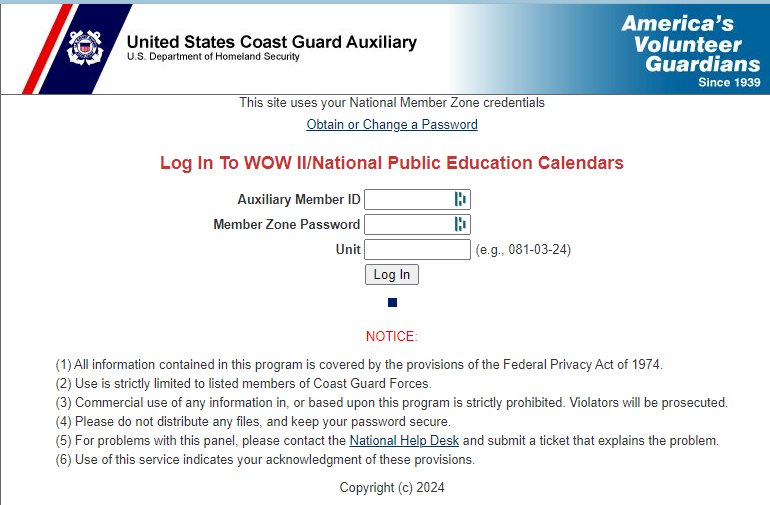 United States Coast Guard Auxiliary
U.S. Department of Homeland Security
America's
Volunteer
Guardians
Since 1939
This site uses your National Member Zone credentials
Obtain or Change a Password
Log In To WOW II/National Public Education Calendars
Auxiliary Member ID
Member Zone Password
Unit (e.g., 081-03-24)
Log In
NOTICE:
(1) All information contained in this program is covered by the provisions of the Federal Privacy Act of 1974.
(2) Use is strictly limited to listed members of Coast Guard Forces.
(3) Commercial use of any information in, or based upon this program is strictly prohibited. Violators will be prosecuted.
(4) Please do not distribute any files, and keep your password secure.
(5) For problems with this panel, please contact the National Help Desk and submit a ticket that explains the problem.
(6) Use of this service indicates your acknowledgment of these provisions.
Copyright (c) 2024